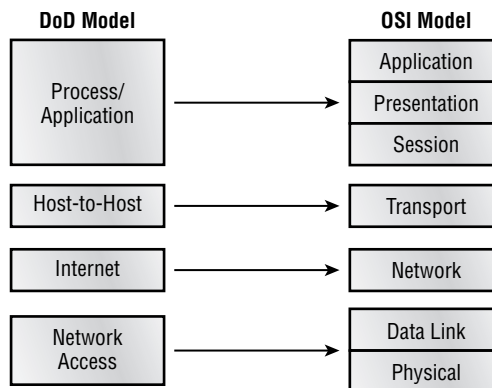 DoD Model
OSI Model
Process/
Application
Application
Presentation
Session
Host-to-Host
Transport
Internet
Network
Network
Access
Data Link
Physical